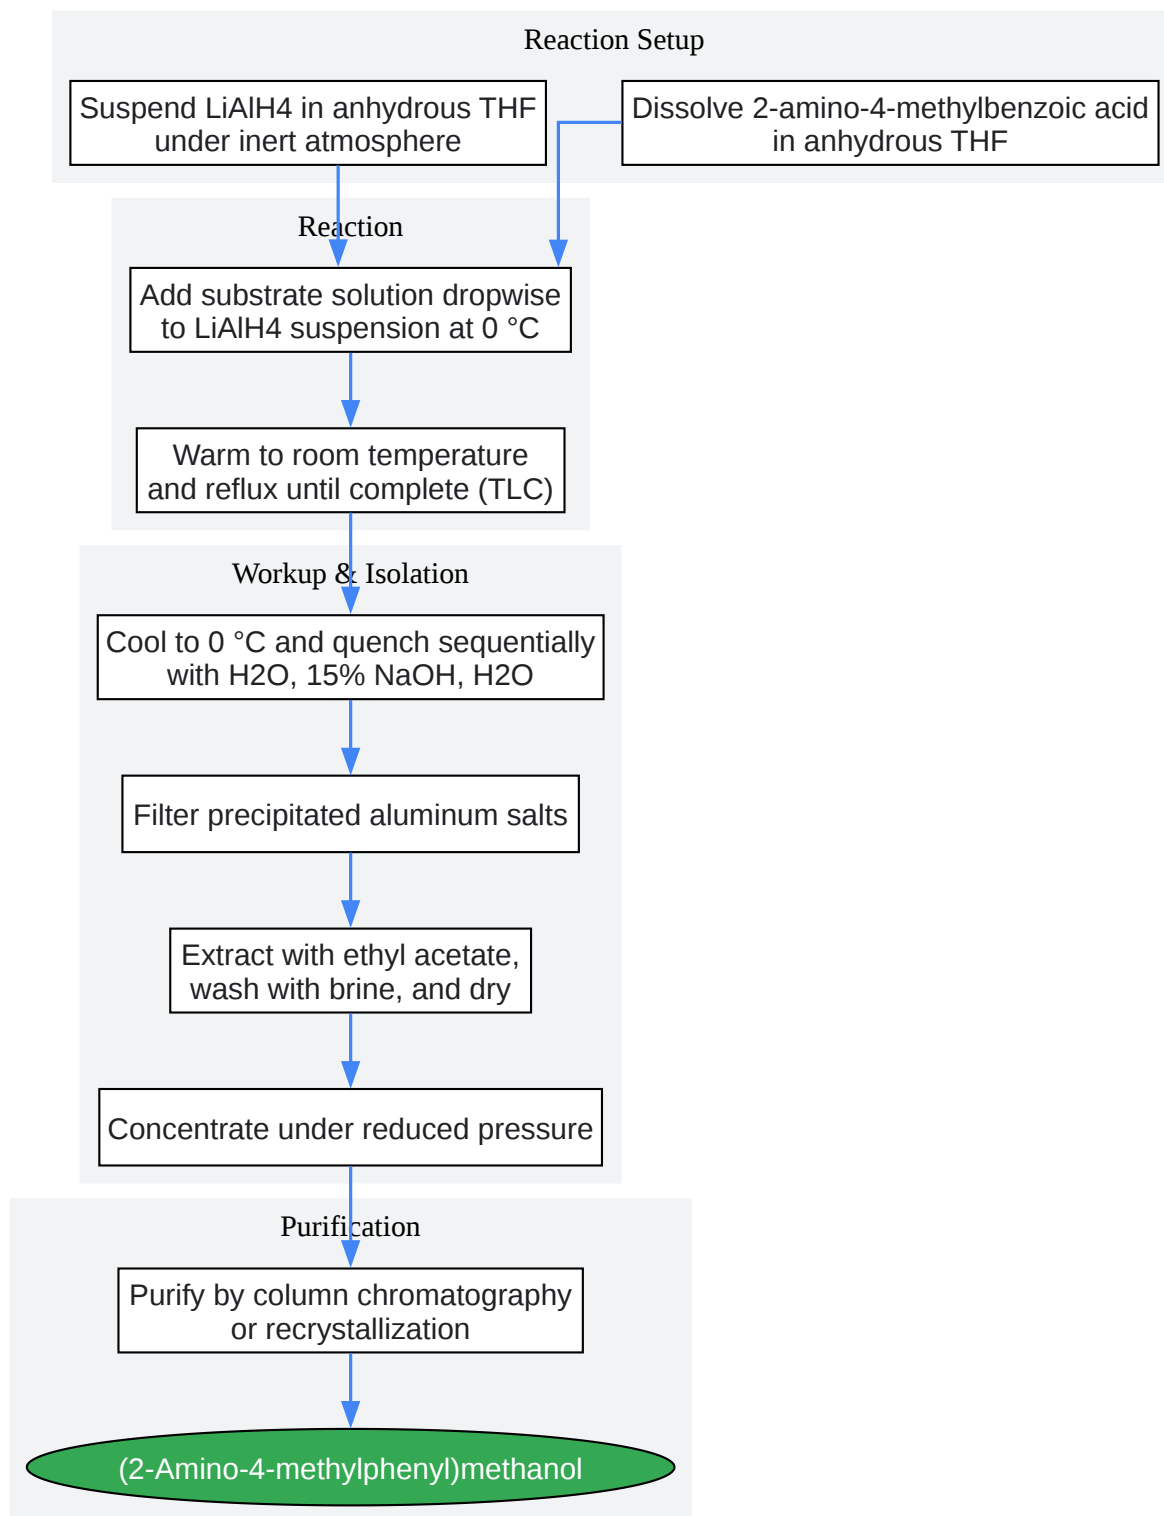 Reaction Setup
Suspend LiAlH4 in anhydrous THF
under inert atmosphere
Dissolve 2-amino-4-methylbenzoic acid
in anhydrous THF
Reaction
Add substrate solution dropwise
to LiAlH4 suspension at 0 °C
Warm to room temperature
and reflux until complete (TLC)
Workup & Isolation
Cool to 0 °C and quench sequentially
with H2O, 15% NaOH, H2O
Filter precipitated aluminum salts
Extract with ethyl acetate,
wash with brine, and dry
Concentrate under reduced pressure
Purification
Purify by column chromatography
or recrystallization
(2-Amino-4-methylphenyl)methanol